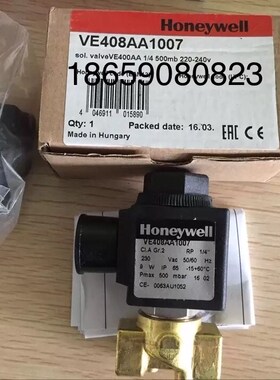 Honeywell
VE408AA1007
sol. valveVE400AA 1/4 500mb 220-240v
18659080823
4 046911 015890
Qty: 1
Packed date: 16.03.
Made in Hungary
EAC CE
Honeywell
VE408AA1007
Cl.A Gr.2 RP 1/4"
230 Vac 50/60 Hz
9 W IP 65 -15+60°C
Pmax 500 mbar 16 02
CE- 0063AU1052